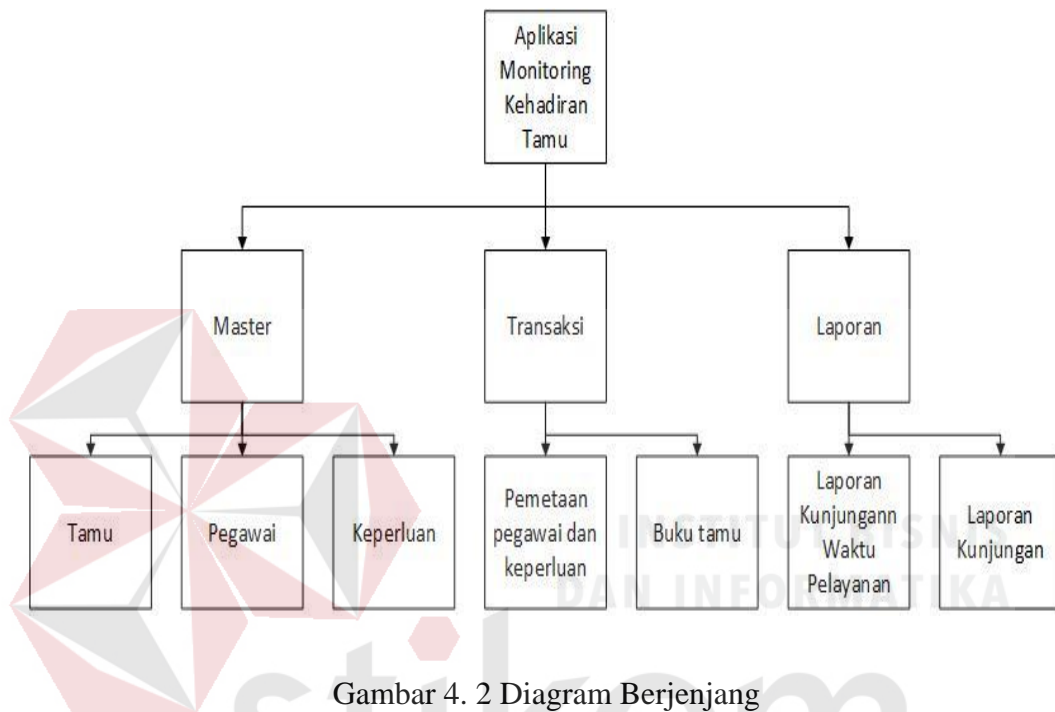 Aplikasi
Monitoring
Kehadiran
Tamu
Master
Transaksi
Laporan
Tamu
Pegawai
Keperluan
Pemetaan
pegawai dan
keperluan
Buku tamu
Laporan
Kunjungann
Waktu
Pelayanan
Laporan
Kunjungan
INSTITUT BISNIS
DAN INFORMATIKA
stikom
Gambar 4. 2 Diagram Berjenjang